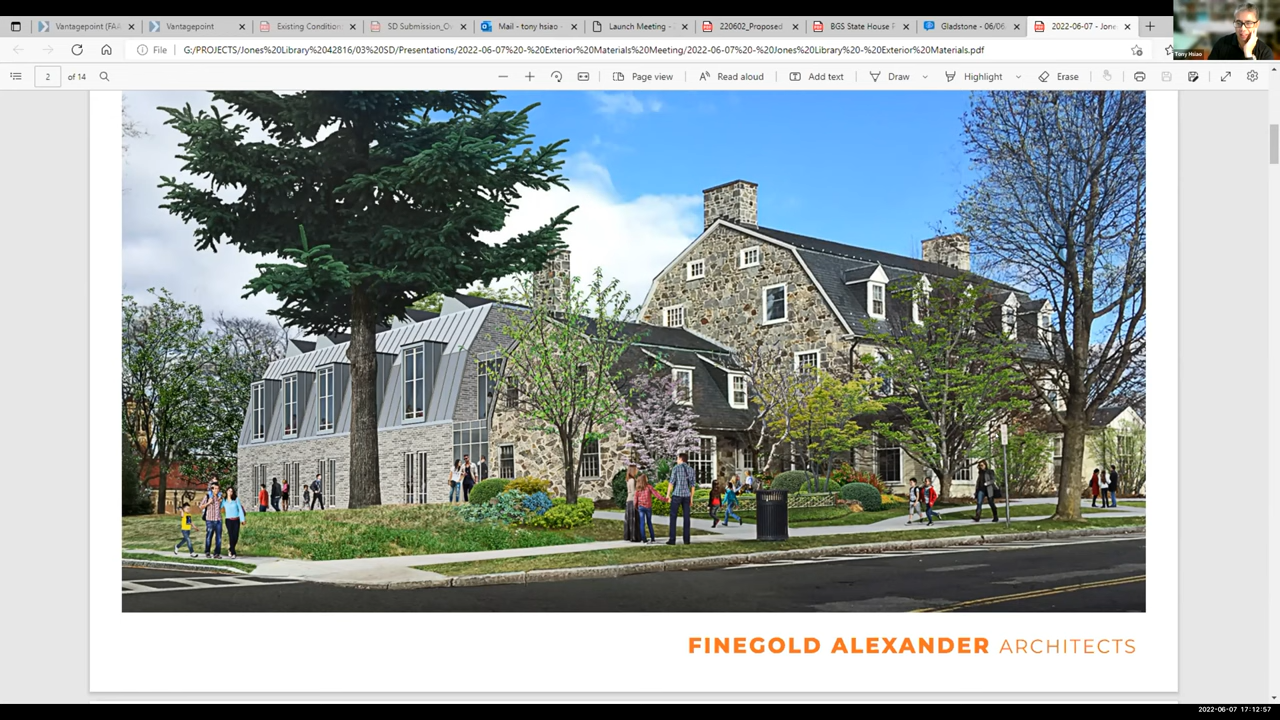 Vantagepoint (FAA
Vantagepoint
Existing Condition
SD Submission_O
Mail - tony hsiao -
Launch Meeting -
220602_Proposed
BGS State House F
Gladstone - 06/06
2022-06-07 - Jone
File
G:/PROJECTS/Jones%20Library%2042816/03%20SD/Presentations/2022-06-07%20-%20Exterior%20Materials%20Meeting/2022-06-07%20-%20Jones%20Library%20-%20Exterior%20Materials.pdf
2 of 14
Page view
Read aloud
Add text
Draw
Highlight
Erase
Tony Hsiao
FINEGOLD ALEXANDER ARCHITECTS
2022-06-07 17:12:57